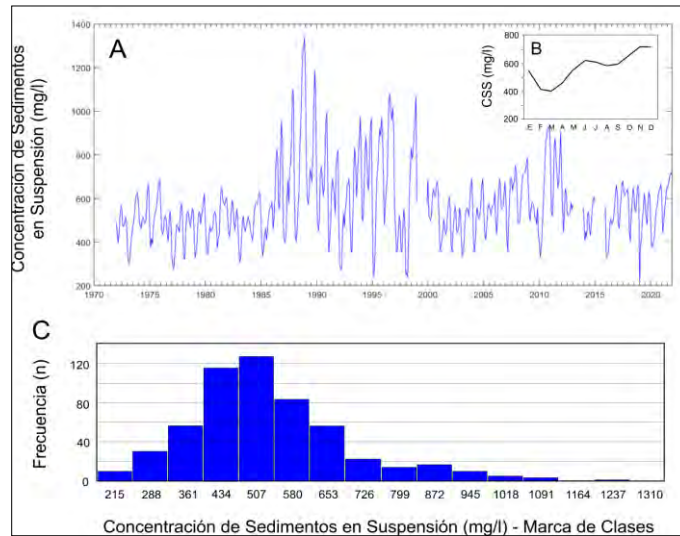 Concentración de Sedimentos
en Suspensión (mg/l)
1400
1200
1000
800
600
400
200
A
1970 1975 1980 1985 1990 1995 2000 2005 2010 2015 2020
B
CSS (mg/l)
800
600
400
200
E F M A M J J A S O N D
C
Frecuencia (n)
120
80
40
0
215 288 361 434 507 580 653 726 799 872 945 1018 1091 1164 1237 1310
Concentración de Sedimentos en Suspensión (mg/l) - Marca de Clases